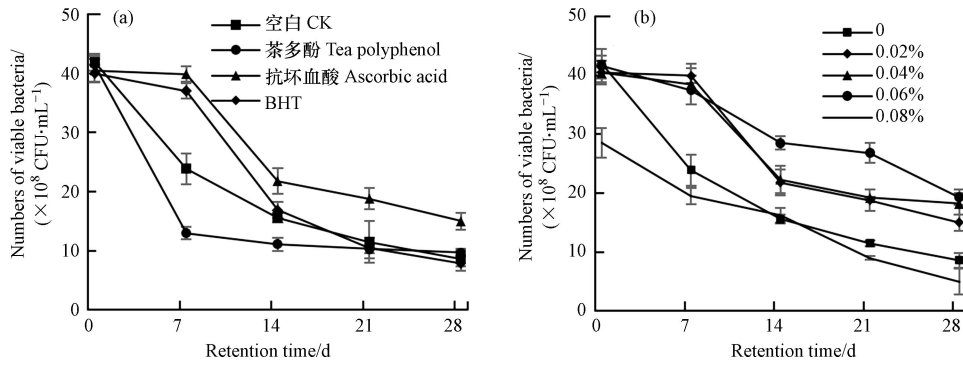 (a)
空白 CK
茶多酚 Tea polyphenol
抗坏血酸 Ascorbic acid
BHT
Numbers of viable bacteria/
(×10⁸ CFU·mL⁻¹)
50
40
30
20
10
0
0 7 14 21 28
Retention time/d
(b)
0
0.02%
0.04%
0.06%
0.08%
Numbers of viable bacteria/
(×10⁸ CFU·mL⁻¹)
50
40
30
20
10
0
0 7 14 21 28
Retention time/d